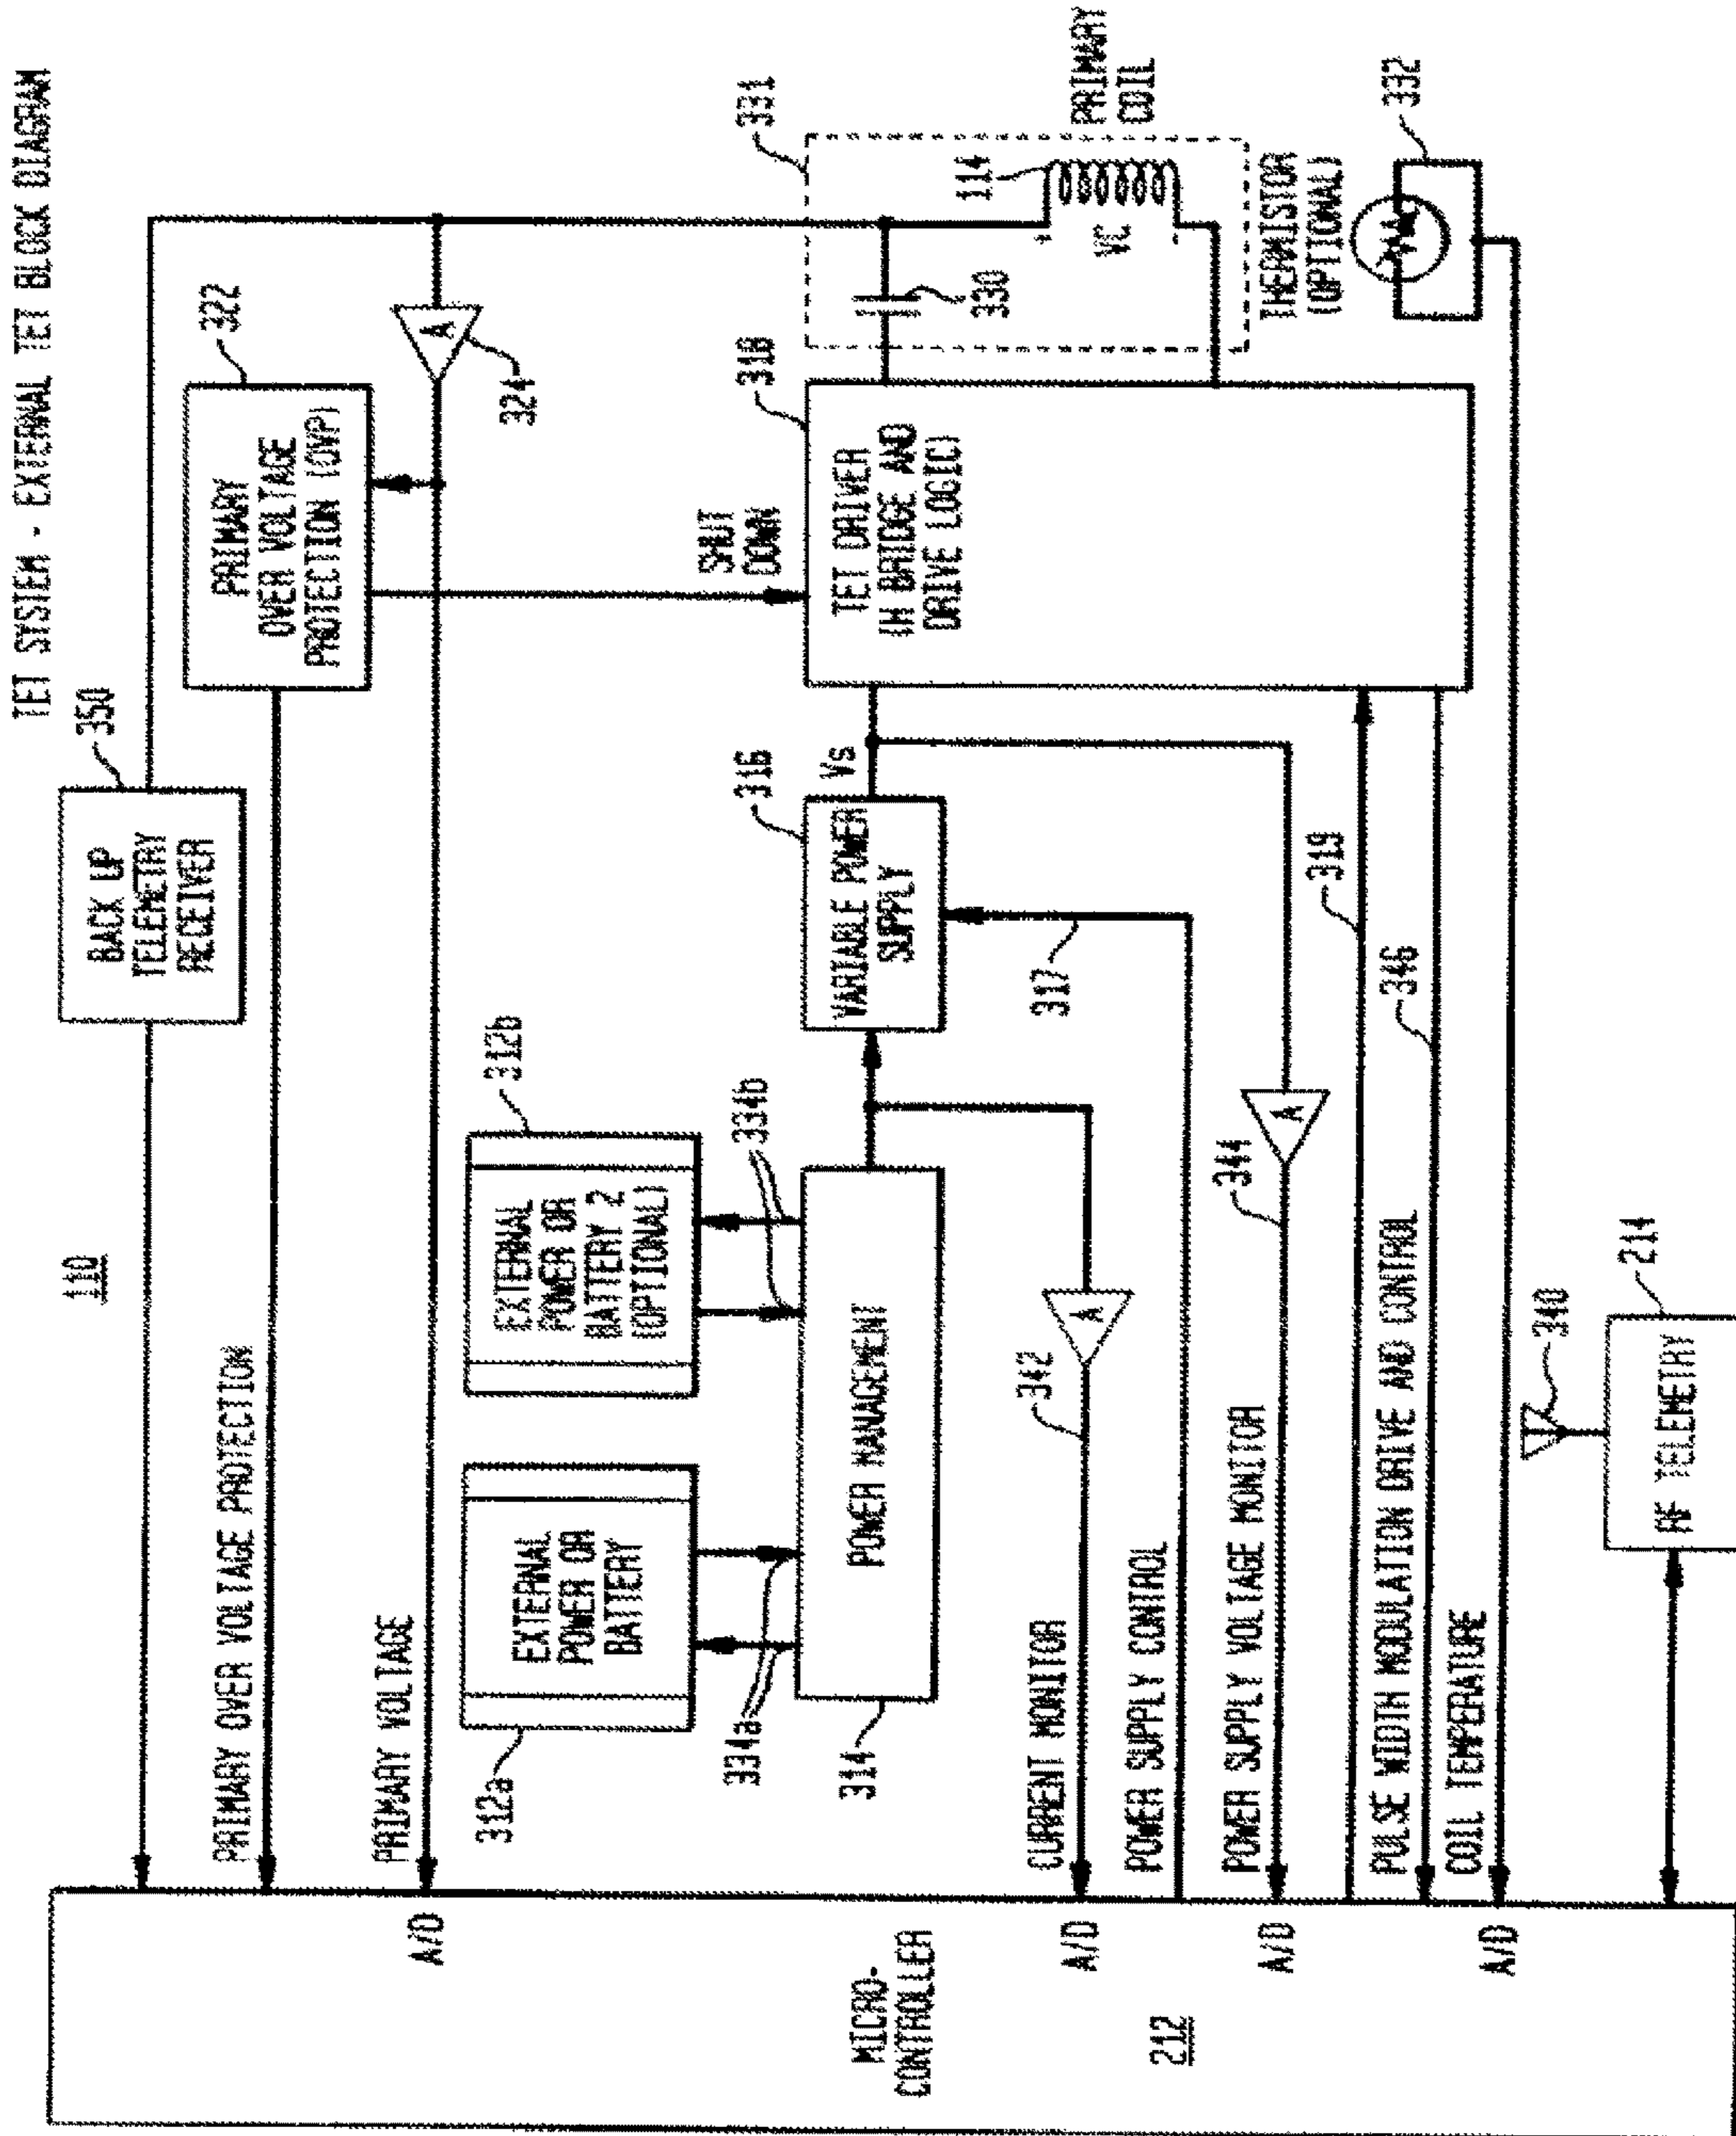 TET SYSTEM - EXTERNAL TET BLOCK DIAGRAM
110
BACK UP
TELEMETRY
RECEIVER
350
PRIMARY OVER VOLTAGE PROTECTION
PRIMARY
OVER VOLTAGE
PROTECTION (OVP)
322
PRIMARY VOLTAGE
A/D
A
324
312a
EXTERNAL
POWER OR
BATTERY
EXTERNAL
POWER OR
BATTERY 2
(OPTIONAL)
312b
334a
334b
SHUT
DOWN
314
POWER MANAGEMENT
VARIABLE POWER
SUPPLY
316
Vs
TET DRIVER
(H BRIDGE AND
DRIVE LOGIC)
318
330
331
114
+
VC
-
PRIMARY
COIL
MICRO-
CONTROLLER
212
CURRENT MONITOR
A/D
342
A
317
POWER SUPPLY CONTROL
POWER SUPPLY VOLTAGE MONITOR
A/D
344
A
319
PULSE WIDTH MODULATION DRIVE AND CONTROL
346
COIL TEMPERATURE
A/D
THERMISTOR
(OPTIONAL)
332
340
RF TELEMETRY
214